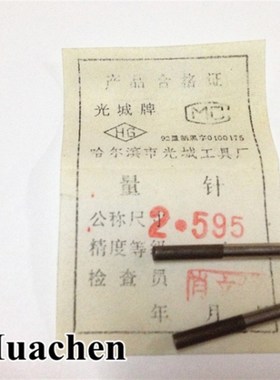 产品合格证
光城牌
MC
HG
哈尔滨市光城工具厂
量 针
公称尺寸 2.595
精度等级
检查员
年 月
Huachen